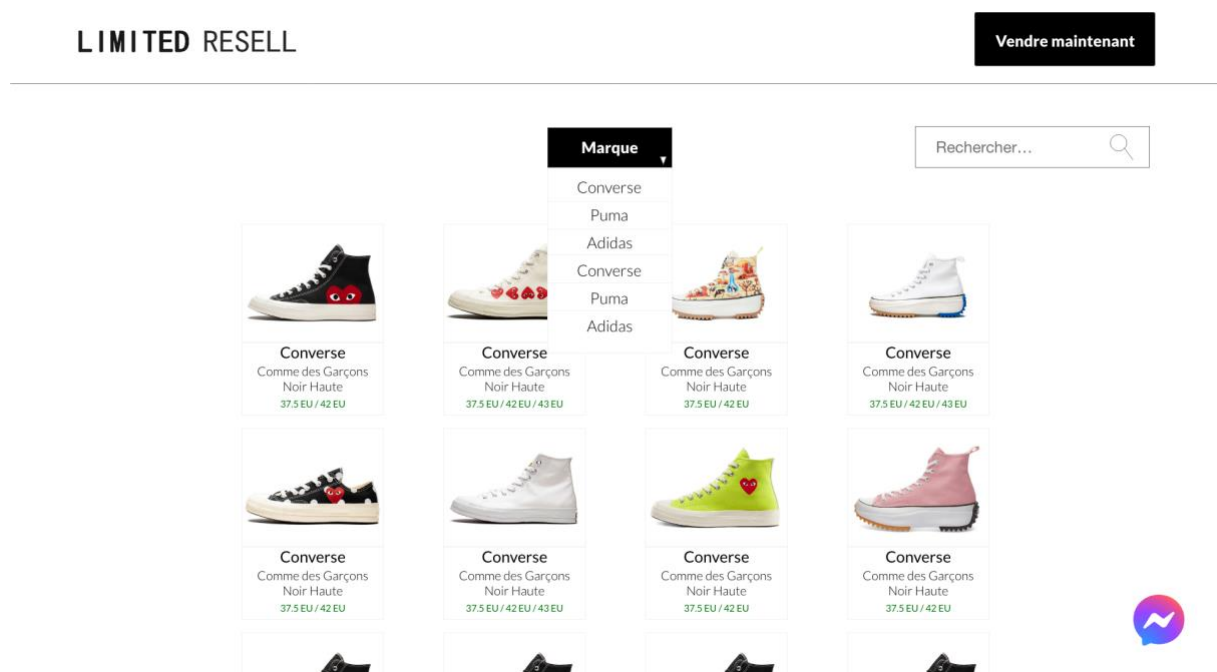 LIMITED RESELL
Vendre maintenant
Marque
Rechercher...
Converse
Puma
Adidas
Converse
Puma
Adidas
Converse
Comme des Garçons
Noir Haute
37.5 EU / 42 EU
Converse
Comme des Garçons
Noir Haute
37.5 EU / 42 EU / 43 EU
Converse
Comme des Garçons
Noir Haute
37.5 EU / 42 EU
Converse
Comme des Garçons
Noir Haute
37.5 EU / 42 EU / 43 EU
Converse
Comme des Garçons
Noir Haute
37.5 EU / 42 EU
Converse
Comme des Garçons
Noir Haute
37.5 EU / 42 EU / 43 EU
Converse
Comme des Garçons
Noir Haute
37.5 EU / 42 EU
Converse
Comme des Garçons
Noir Haute
37.5 EU / 42 EU